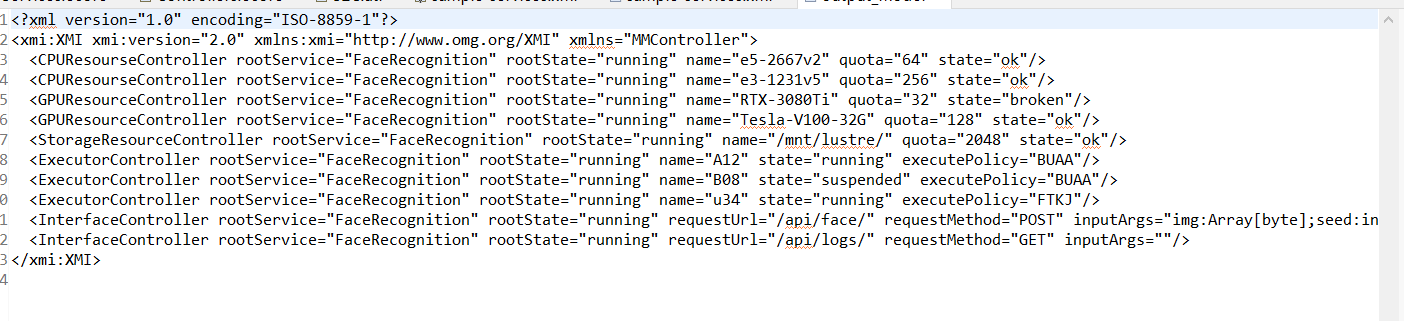 1 <?xml version="1.0" encoding="ISO-8859-1"?>
2 <xmi:XMI xmi:version="2.0" xmlns:xmi="http://www.omg.org/XMI" xmlns="MMController">
3 <CPUResourseController rootService="FaceRecognition" rootState="running" name="e5-2667v2" quota="64" state="ok"/>
4 <CPUResourseController rootService="FaceRecognition" rootState="running" name="e3-1231v5" quota="256" state="ok"/>
5 <GPUResourceController rootService="FaceRecognition" rootState="running" name="RTX-3080Ti" quota="32" state="broken"/>
6 <GPUResourceController rootService="FaceRecognition" rootState="running" name="Tesla-V100-32G" quota="128" state="ok"/>
7 <StorageResourceController rootService="FaceRecognition" rootState="running" name="/mnt/lustre/" quota="2048" state="ok"/>
8 <ExecutorController rootService="FaceRecognition" rootState="running" name="A12" state="running" executePolicy="BUAA"/>
9 <ExecutorController rootService="FaceRecognition" rootState="running" name="B08" state="suspended" executePolicy="BUAA"/>
0 <ExecutorController rootService="FaceRecognition" rootState="running" name="u34" state="running" executePolicy="FTKJ"/>
1 <InterfaceController rootService="FaceRecognition" rootState="running" requestUrl="/api/face/" requestMethod="POST" inputArgs="img:Array[byte];seed:in
2 <InterfaceController rootService="FaceRecognition" rootState="running" requestUrl="/api/logs/" requestMethod="GET" inputArgs=""/>
3 </xmi:XMI>
4